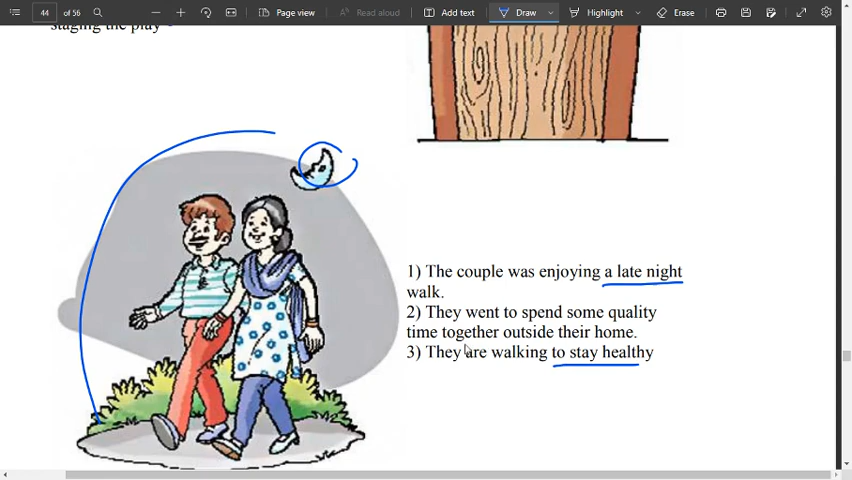 44 of 56
Page view
Read aloud
Add text
Draw
Highlight
Erase
staging the play
1) The couple was enjoying a late night
walk.
2) They went to spend some quality
time together outside their home.
3) They are walking to stay healthy